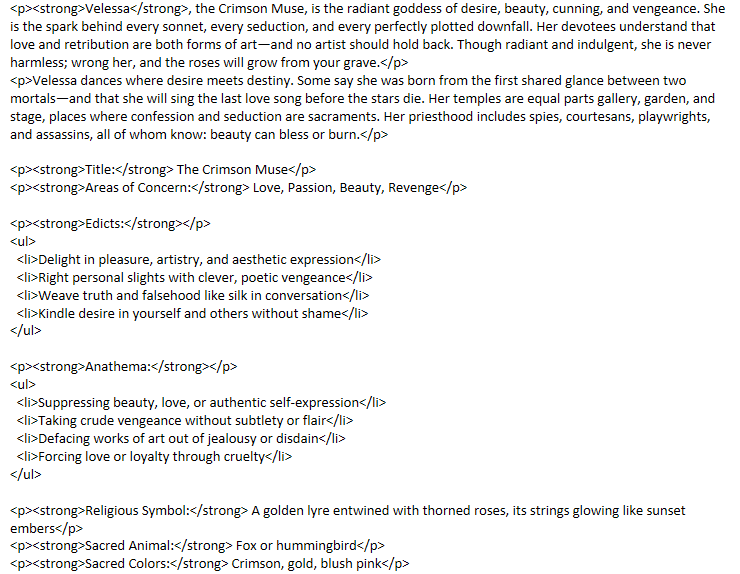 <p><strong>Velessa</strong>, the Crimson Muse, is the radiant goddess of desire, beauty, cunning, and vengeance. She
is the spark behind every sonnet, every seduction, and every perfectly plotted downfall. Her devotees understand that
love and retribution are both forms of art—and no artist should hold back. Though radiant and indulgent, she is never
harmless; wrong her, and the roses will grow from your grave.</p>
<p>Velessa dances where desire meets destiny. Some say she was born from the first shared glance between two
mortals—and that she will sing the last love song before the stars die. Her temples are equal parts gallery, garden, and
stage, places where confession and seduction are sacraments. Her priesthood includes spies, courtesans, playwrights,
and assassins, all of whom know: beauty can bless or burn.</p>

<p><strong>Title:</strong> The Crimson Muse</p>
<p><strong>Areas of Concern:</strong> Love, Passion, Beauty, Revenge</p>

<p><strong>Edicts:</strong></p>
<ul>
  <li>Delight in pleasure, artistry, and aesthetic expression</li>
  <li>Right personal slights with clever, poetic vengeance</li>
  <li>Weave truth and falsehood like silk in conversation</li>
  <li>Kindle desire in yourself and others without shame</li>
</ul>

<p><strong>Anathema:</strong></p>
<ul>
  <li>Suppressing beauty, love, or authentic self-expression</li>
  <li>Taking crude vengeance without subtlety or flair</li>
  <li>Defacing works of art out of jealousy or disdain</li>
  <li>Forcing love or loyalty through cruelty</li>
</ul>

<p><strong>Religious Symbol:</strong> A golden lyre entwined with thorned roses, its strings glowing like sunset
embers</p>
<p><strong>Sacred Animal:</strong> Fox or hummingbird</p>
<p><strong>Sacred Colors:</strong> Crimson, gold, blush pink</p>